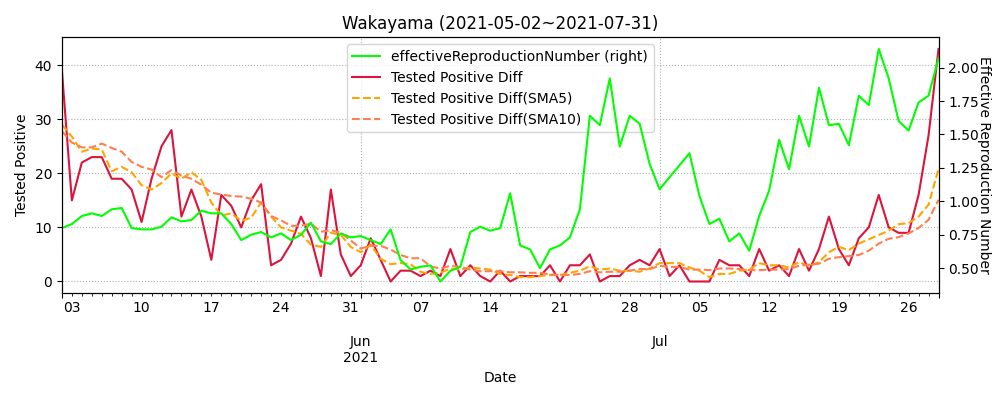 Wakayama (2021-05-02~2021-07-31)
effectiveReproductionNumber (right)
Tested Positive Diff
Tested Positive Diff(SMA5)
Tested Positive Diff(SMA10)
Tested Positive
40
30
20
10
0
2.00
1.75
1.50
1.25
1.00
0.75
0.50
Effective Reproduction Number
03 10 17 24 31 07 14 21 28 05 12 19 26
Jun Jul
2021
Date